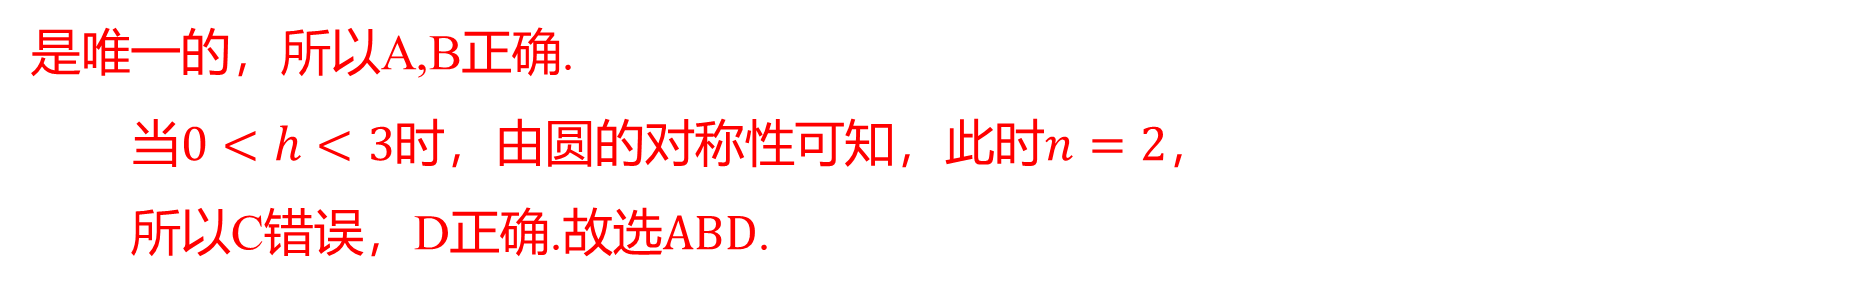 是唯一的，所以A,B正确.
当0 < h < 3时，由圆的对称性可知，此时n = 2，
所以C错误，D正确.故选ABD.